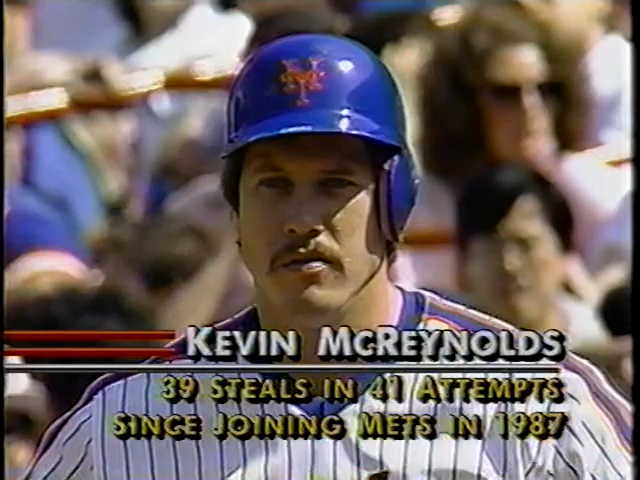 KEVIN MCREYNOLDS
39 STEALS IN 41 ATTEMPTS
SINCE JOINING METS IN 1987